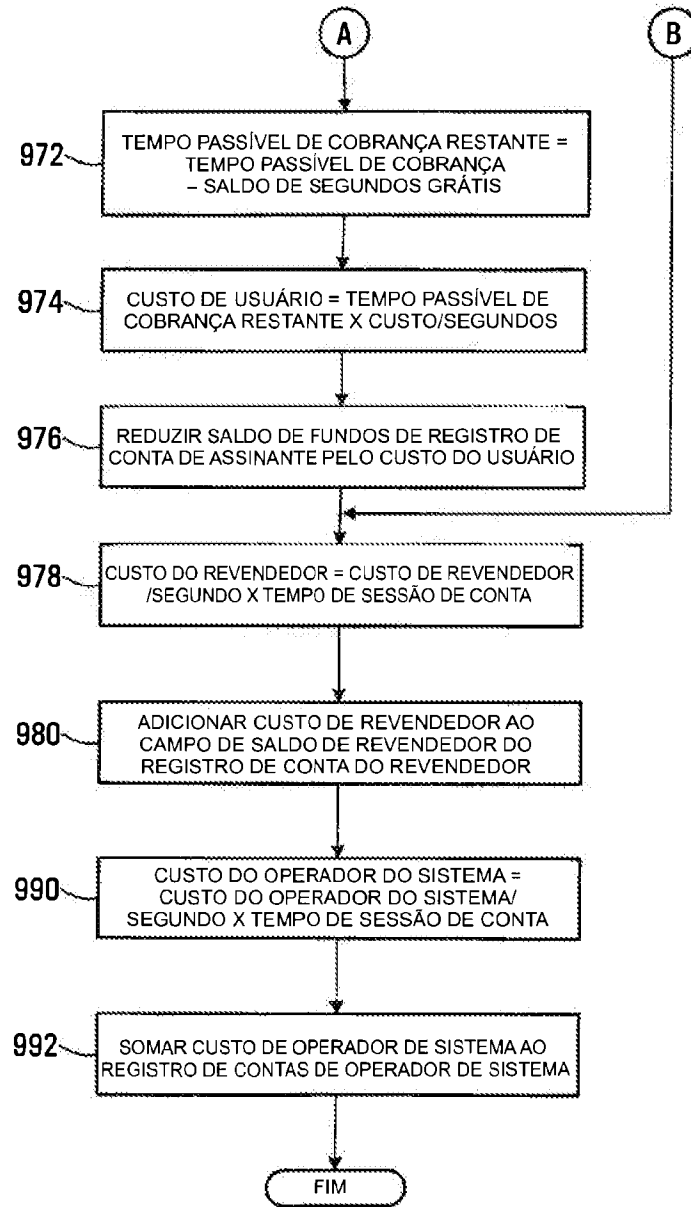 A
B
972
TEMPO PASSÍVEL DE COBRANÇA RESTANTE =
TEMPO PASSÍVEL DE COBRANÇA
– SALDO DE SEGUNDOS GRÁTIS
974
CUSTO DE USUÁRIO = TEMPO PASSÍVEL DE
COBRANÇA RESTANTE X CUSTO/SEGUNDOS
976
REDUZIR SALDO DE FUNDOS DE REGISTRO DE
CONTA DE ASSINANTE PELO CUSTO DO USUÁRIO
978
CUSTO DO REVENDEDOR = CUSTO DE REVENDEDOR
/SEGUNDO X TEMPO DE SESSÃO DE CONTA
980
ADICIONAR CUSTO DE REVENDEDOR AO
CAMPO DE SALDO DE REVENDEDOR DO
REGISTRO DE CONTA DO REVENDEDOR
990
CUSTO DO OPERADOR DO SISTEMA =
CUSTO DO OPERADOR DO SISTEMA/
SEGUNDO X TEMPO DE SESSÃO DE CONTA
992
SOMAR CUSTO DE OPERADOR DE SISTEMA AO
REGISTRO DE CONTAS DE OPERADOR DE SISTEMA
FIM